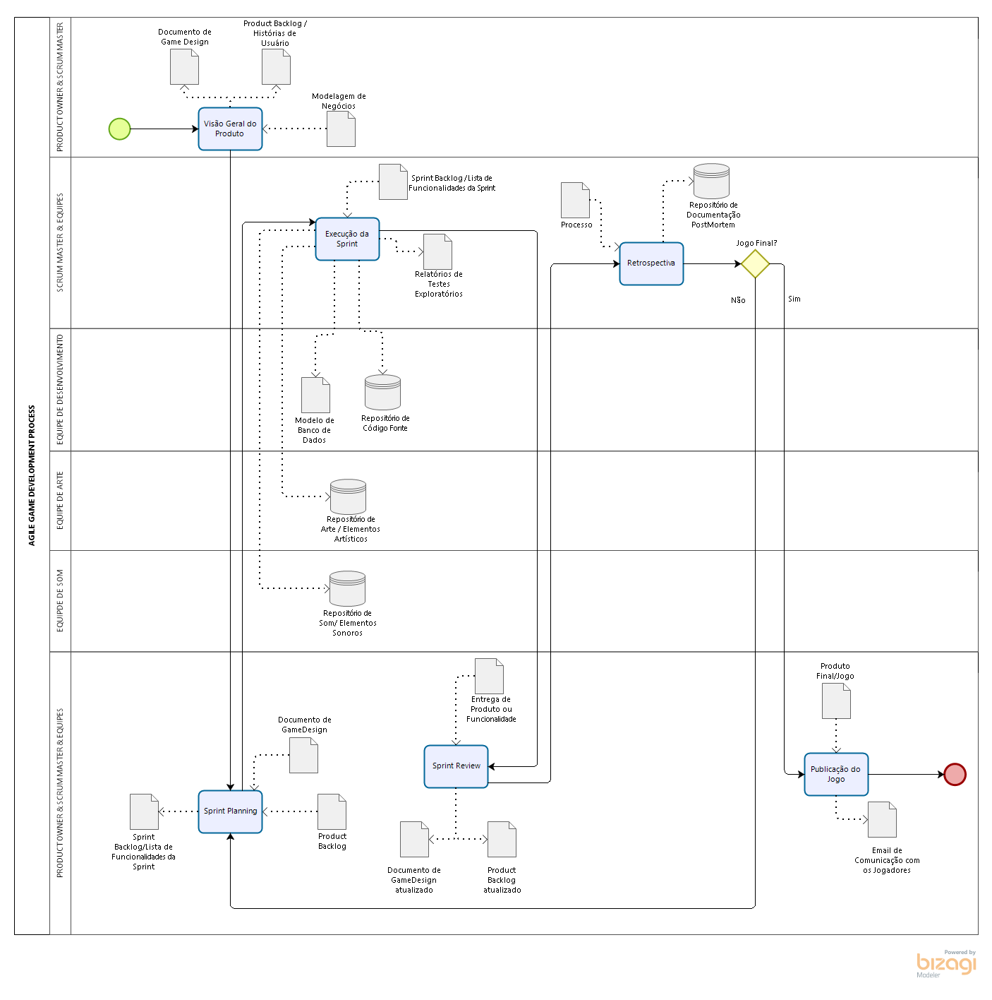 AGILE GAME DEVELOPMENT PROCESS
PRODUCT OWNER & SCRUM MASTER
Documento de
Game Design
Product Backlog /
Histórias de
Usuário
Modelagem de
Negócios
Visão Geral do
Produto
SCRUM MASTER & EQUIPES
Sprint Backlog /Lista de
Funcionalidades da Sprint
Execução da
Sprint
Relatórios de
Testes
Exploratórios
Processo
Repositório de
Documentação
PostMortem
Retrospectiva
Jogo Final?
Não
Sim
EQUIPE DE DESENVOLVIMENTO
Modelo de
Banco de
Dados
Repositório de
Código Fonte
EQUIPE DE ARTE
Repositório de
Arte / Elementos
Artísticos
EQUIPDE DE SOM
Repositório de
Som/ Elementos
Sonoros
PRODUCT OWNER & SCRUM MASTER & EQUIPES
Documento de
GameDesign
Sprint Planning
Sprint
Backlog/Lista de
Funcionalidades da
Sprint
Product
Backlog
Entrega de
Produto ou
Funcionalidade
Sprint Review
Documento de
GameDesign
atualizado
Product
Backlog
atualizado
Produto
Final/Jogo
Publicação do
Jogo
Email de
Comunicação com
os Jogadores
Powered by
bizagi
Modeler